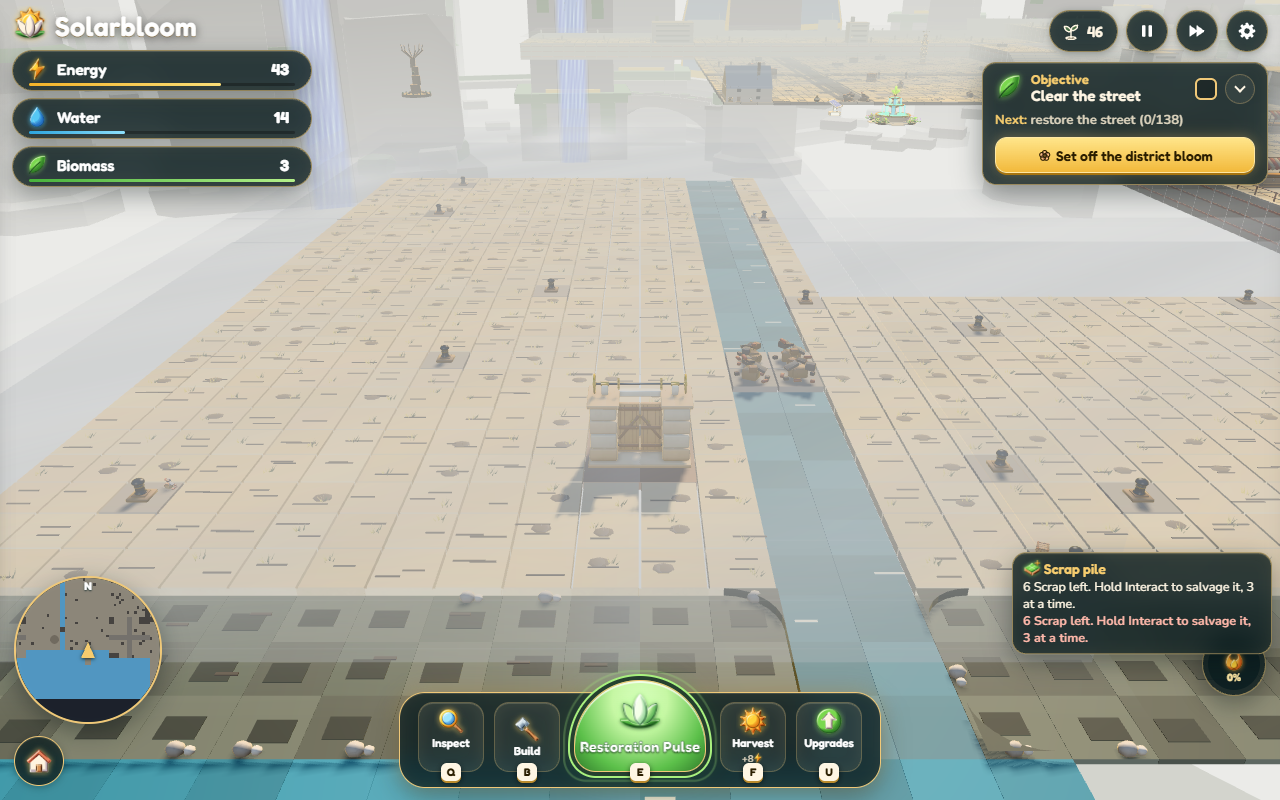 Solarbloom
Energy 43
Water 14
Biomass 3
46
Objective
Clear the street
Next: restore the street (0/138)
Set off the district bloom
N
Scrap pile
6 Scrap left. Hold Interact to salvage it, 3
at a time.
6 Scrap left. Hold Interact to salvage it,
3 at a time.
0%
Inspect
Q
Build
B
Restoration Pulse
E
Harvest
+8
F
Upgrades
U